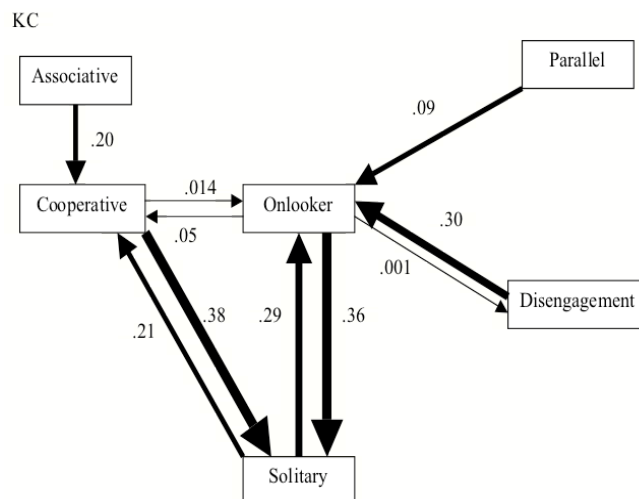 KC
Associative
Parallel
.09
.20
Cooperative
.014
Onlooker
.05
.30
.001
Disengagement
.21
.38
.29
.36
Solitary